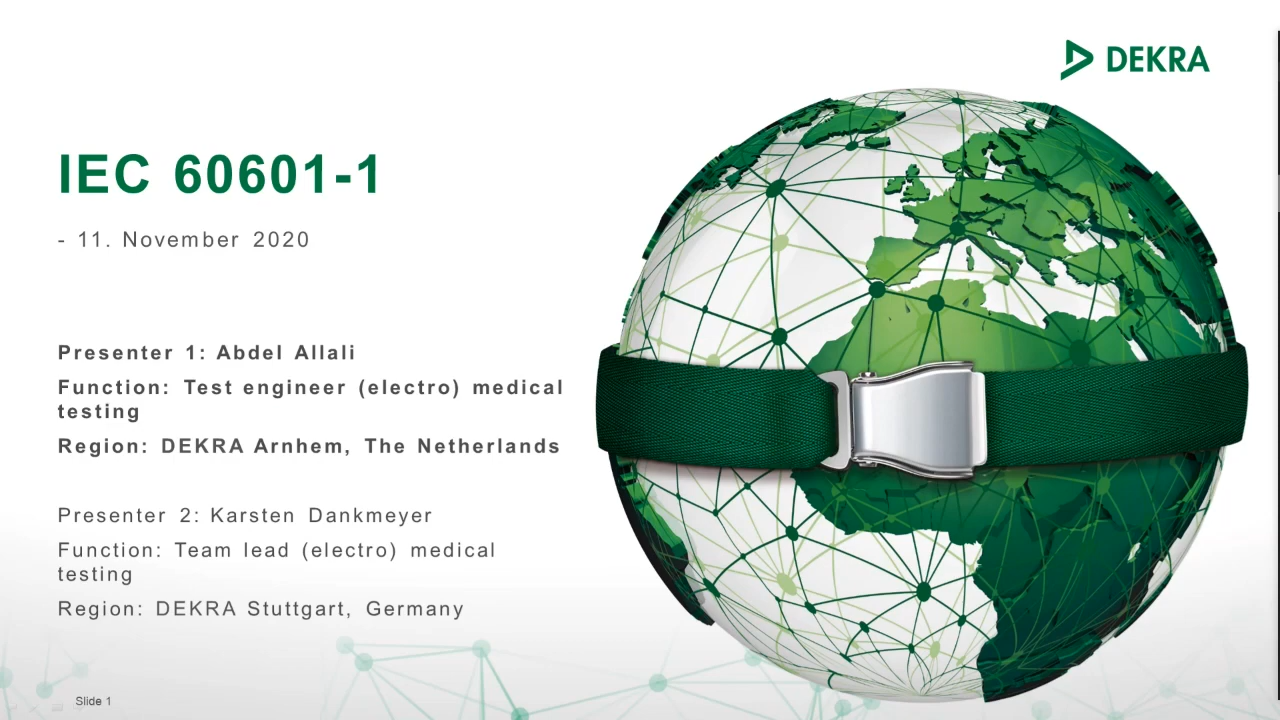 DEKRA
IEC 60601-1
- 11. November 2020
Presenter 1: Abdel Allali
Function: Test engineer (electro) medical
testing
Region: DEKRA Arnhem, The Netherlands
Presenter 2: Karsten Dankmeyer
Function: Team lead (electro) medical
testing
Region: DEKRA Stuttgart, Germany
Slide 1